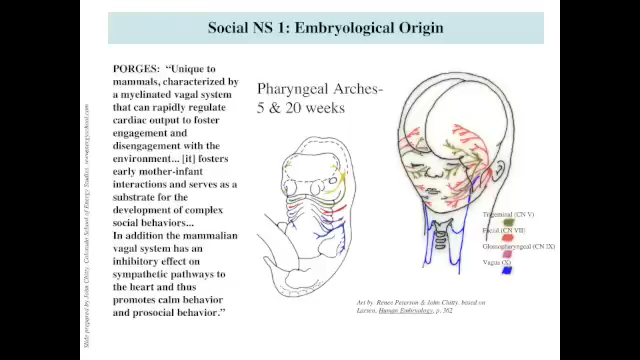 Social NS 1: Embryological Origin
PORGES: “Unique to
mammals, characterized by
a myelinated vagal system
that can rapidly regulate
cardiac output to foster
engagement and
disengagement with the
environment... [it] fosters
early mother-infant
interactions and serves as a
substrate for the
development of complex
social behaviors...
In addition the mammalian
vagal system has an
inhibitory effect on
sympathetic pathways to
the heart and thus
promotes calm behavior
and prosocial behavior.”
Pharyngeal Arches-
5 & 20 weeks
Trigeminal (CN V)
Facial (CN VII)
Glossopharyngeal (CN IX)
Vagus (X)
Art by Renee Peterson & John Chitty, based on
Larsen, Human Embryology, p. 362
Slide prepared by John Chitty, Colorado School of Energy Studies, www.energyschool.com